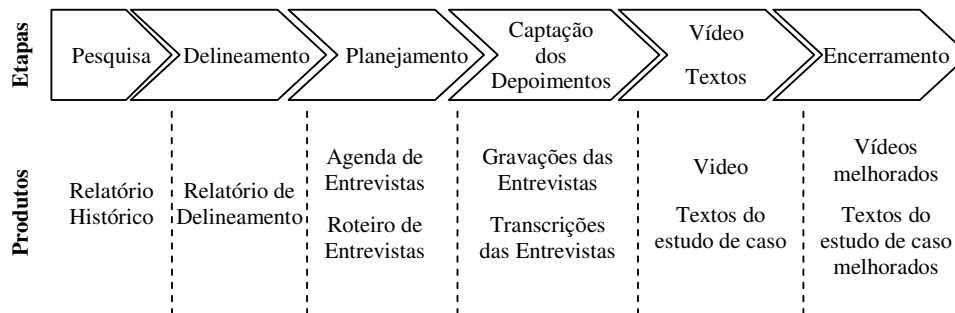 Etapas
Pesquisa
Delineamento
Planejamento
Captação
dos
Depoimentos
Vídeo
Textos
Encerramento
Produtos
Relatório
Histórico
Relatório de
Delineamento
Agenda de
Entrevistas
Roteiro de
Entrevistas
Gravações das
Entrevistas
Transcrições
das Entrevistas
Video
Textos do
estudo de caso
Vídeos
melhorados
Textos do
estudo de caso
melhorados